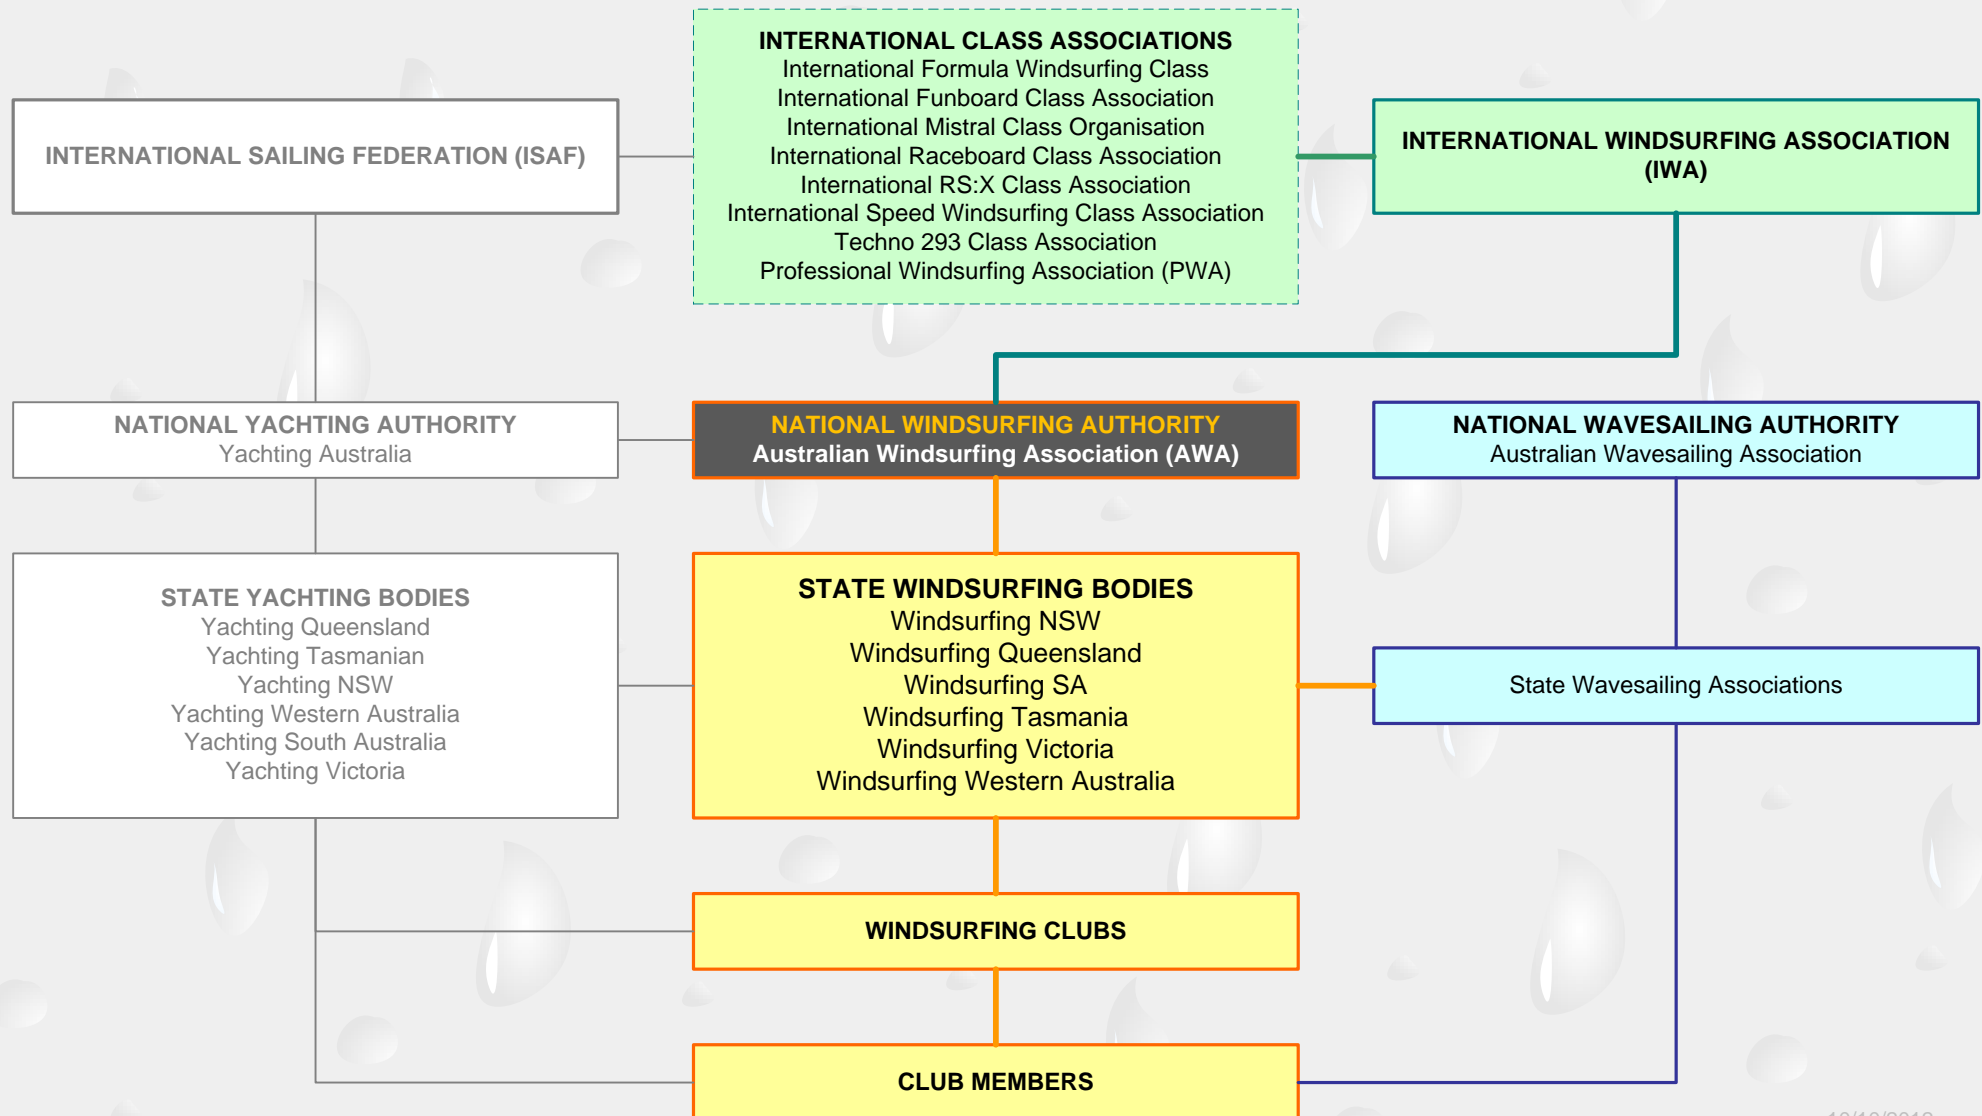 INTERNATIONAL CLASS ASSOCIATIONS
International Formula Windsurfing Class
International Funboard Class Association
International Mistral Class Organisation
International Raceboard Class Association
International RS:X Class Association
International Speed Windsurfing Class Association
Techno 293 Class Association
Professional Windsurfing Association (PWA)
INTERNATIONAL SAILING FEDERATION (ISAF)
INTERNATIONAL WINDSURFING ASSOCIATION
(IWA)
NATIONAL YACHTING AUTHORITY
Yachting Australia
NATIONAL WINDSURFING AUTHORITY
Australian Windsurfing Association (AWA)
NATIONAL WAVESAILING AUTHORITY
Australian Wavesailing Association
STATE YACHTING BODIES
Yachting Queensland
Yachting Tasmanian
Yachting NSW
Yachting Western Australia
Yachting South Australia
Yachting Victoria
STATE WINDSURFING BODIES
Windsurfing NSW
Windsurfing Queensland
Windsurfing SA
Windsurfing Tasmania
Windsurfing Victoria
Windsurfing Western Australia
State Wavesailing Associations
WINDSURFING CLUBS
CLUB MEMBERS